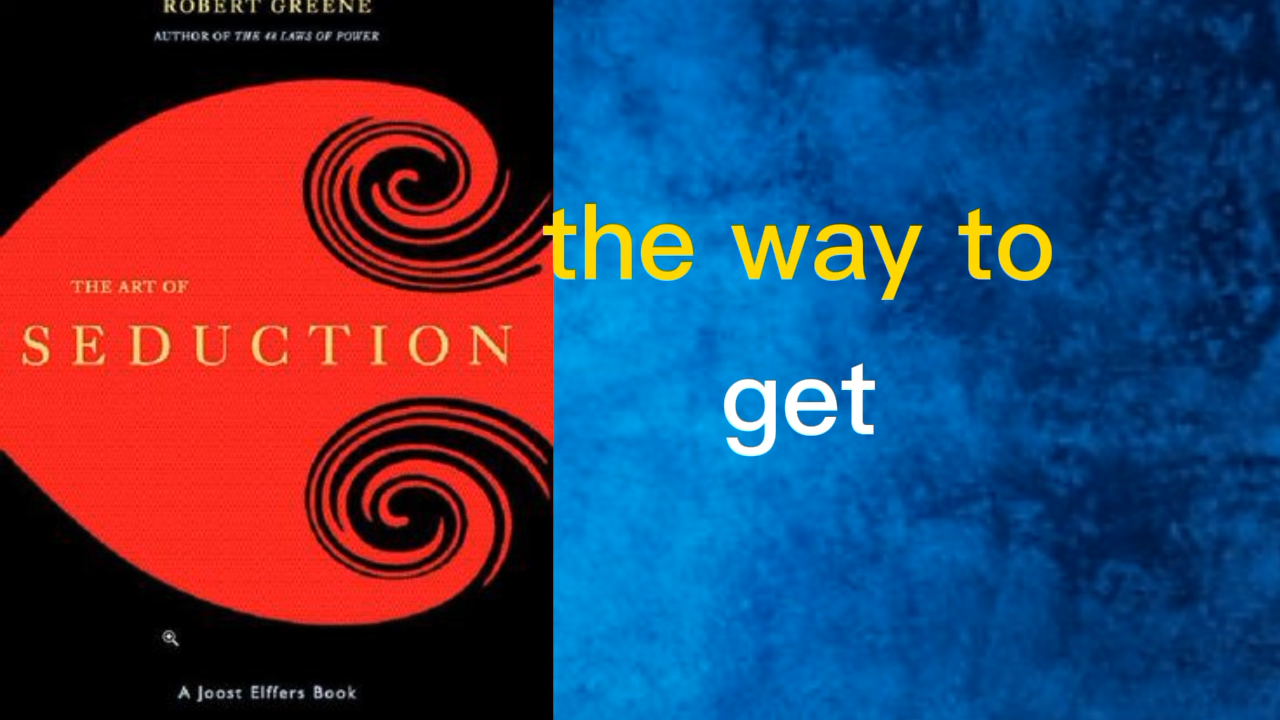 ROBERT GREENE
AUTHOR OF THE 48 LAWS OF POWER
THE ART OF
SEDUCTION
A Joost Elffers Book
the way to
get